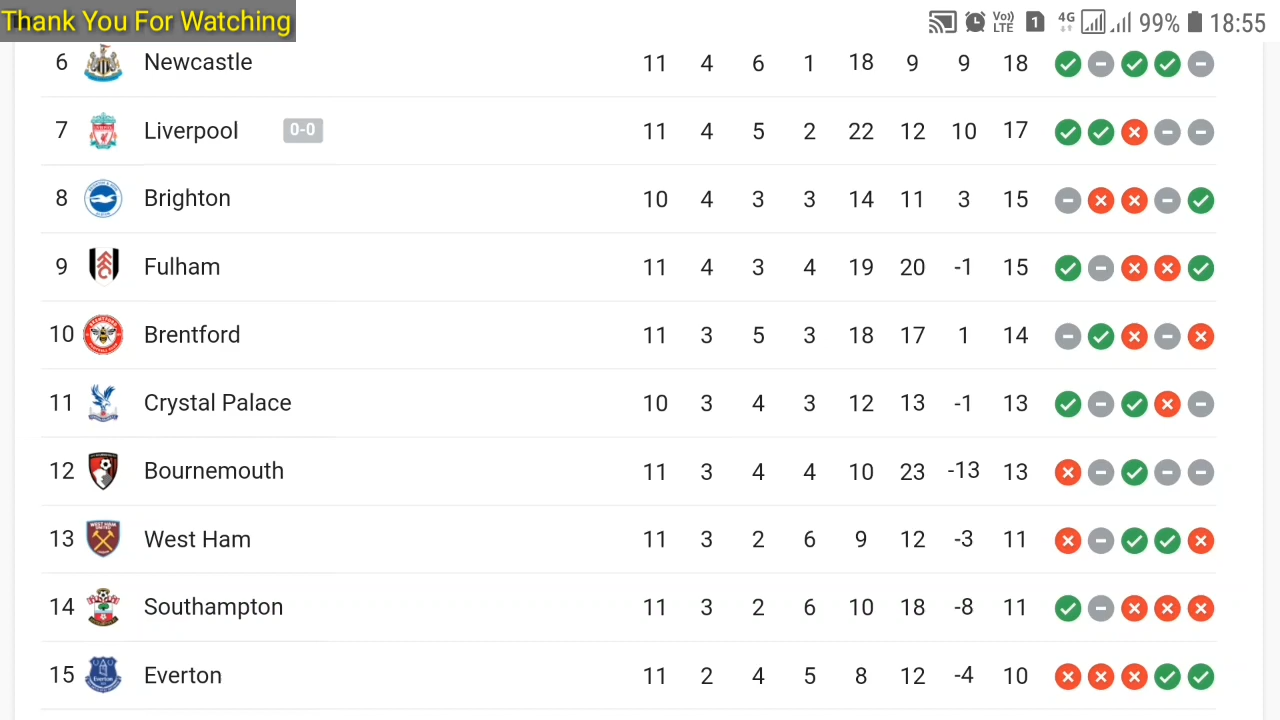 Thank You For Watching
Vo)) LTE 1 4G 99% 18:55
6 Newcastle 11 4 6 1 18 9 9 18
7 Liverpool 0-0 11 4 5 2 22 12 10 17
8 Brighton 10 4 3 3 14 11 3 15
9 Fulham 11 4 3 4 19 20 -1 15
10 Brentford 11 3 5 3 18 17 1 14
11 Crystal Palace 10 3 4 3 12 13 -1 13
12 Bournemouth 11 3 4 4 10 23 -13 13
13 West Ham 11 3 2 6 9 12 -3 11
14 Southampton 11 3 2 6 10 18 -8 11
15 Everton 11 2 4 5 8 12 -4 10